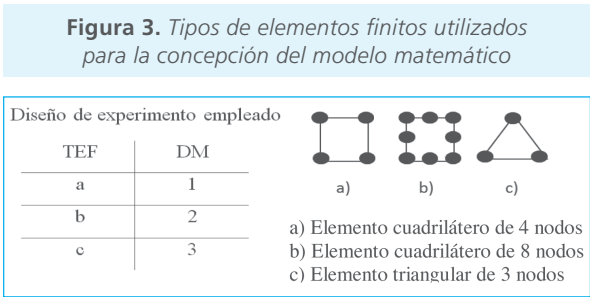 Figura 3. Tipos de elementos finitos utilizados
para la concepción del modelo matemático
Diseño de experimento empleado
TEF DM
a 1
b 2
c 3
a) b) c)
a) Elemento cuadrilátero de 4 nodos
b) Elemento cuadrilátero de 8 nodos
c) Elemento triangular de 3 nodos